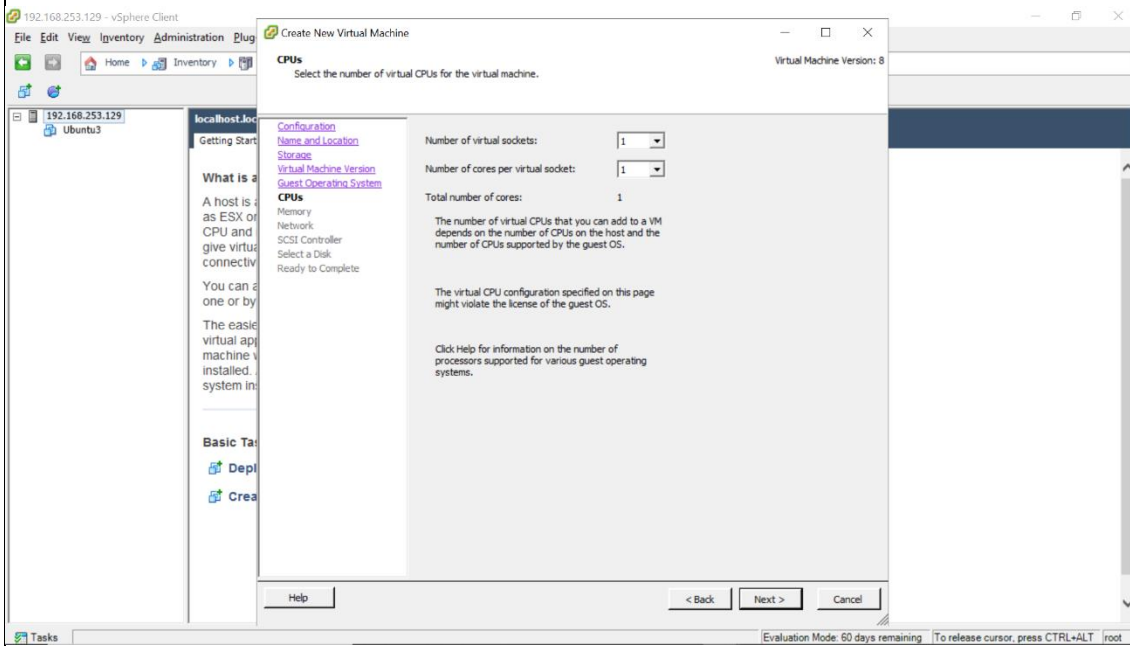 192.168.253.129 - vSphere Client
File Edit View Inventory Administration Plug
Home Inventory
192.168.253.129
Ubuntu3
localhost.loc
Getting Start
What is a
A host is a
as ESX or
CPU and
give virtua
connectiv
You can a
one or by
The easie
virtual app
machine v
installed.
system ins
Basic Tas
Depl
Crea
Create New Virtual Machine
CPUs
Select the number of virtual CPUs for the virtual machine.
Virtual Machine Version: 8
Configuration
Name and Location
Storage
Virtual Machine Version
Guest Operating System
CPUs
Memory
Network
SCSI Controller
Select a Disk
Ready to Complete
Number of virtual sockets: 1
Number of cores per virtual socket: 1
Total number of cores: 1
The number of virtual CPUs that you can add to a VM
depends on the number of CPUs on the host and the
number of CPUs supported by the guest OS.
The virtual CPU configuration specified on this page
might violate the license of the guest OS.
Click Help for information on the number of
processors supported for various guest operating
systems.
Help < Back Next > Cancel
Tasks Evaluation Mode: 60 days remaining To release cursor, press CTRL+ALT root